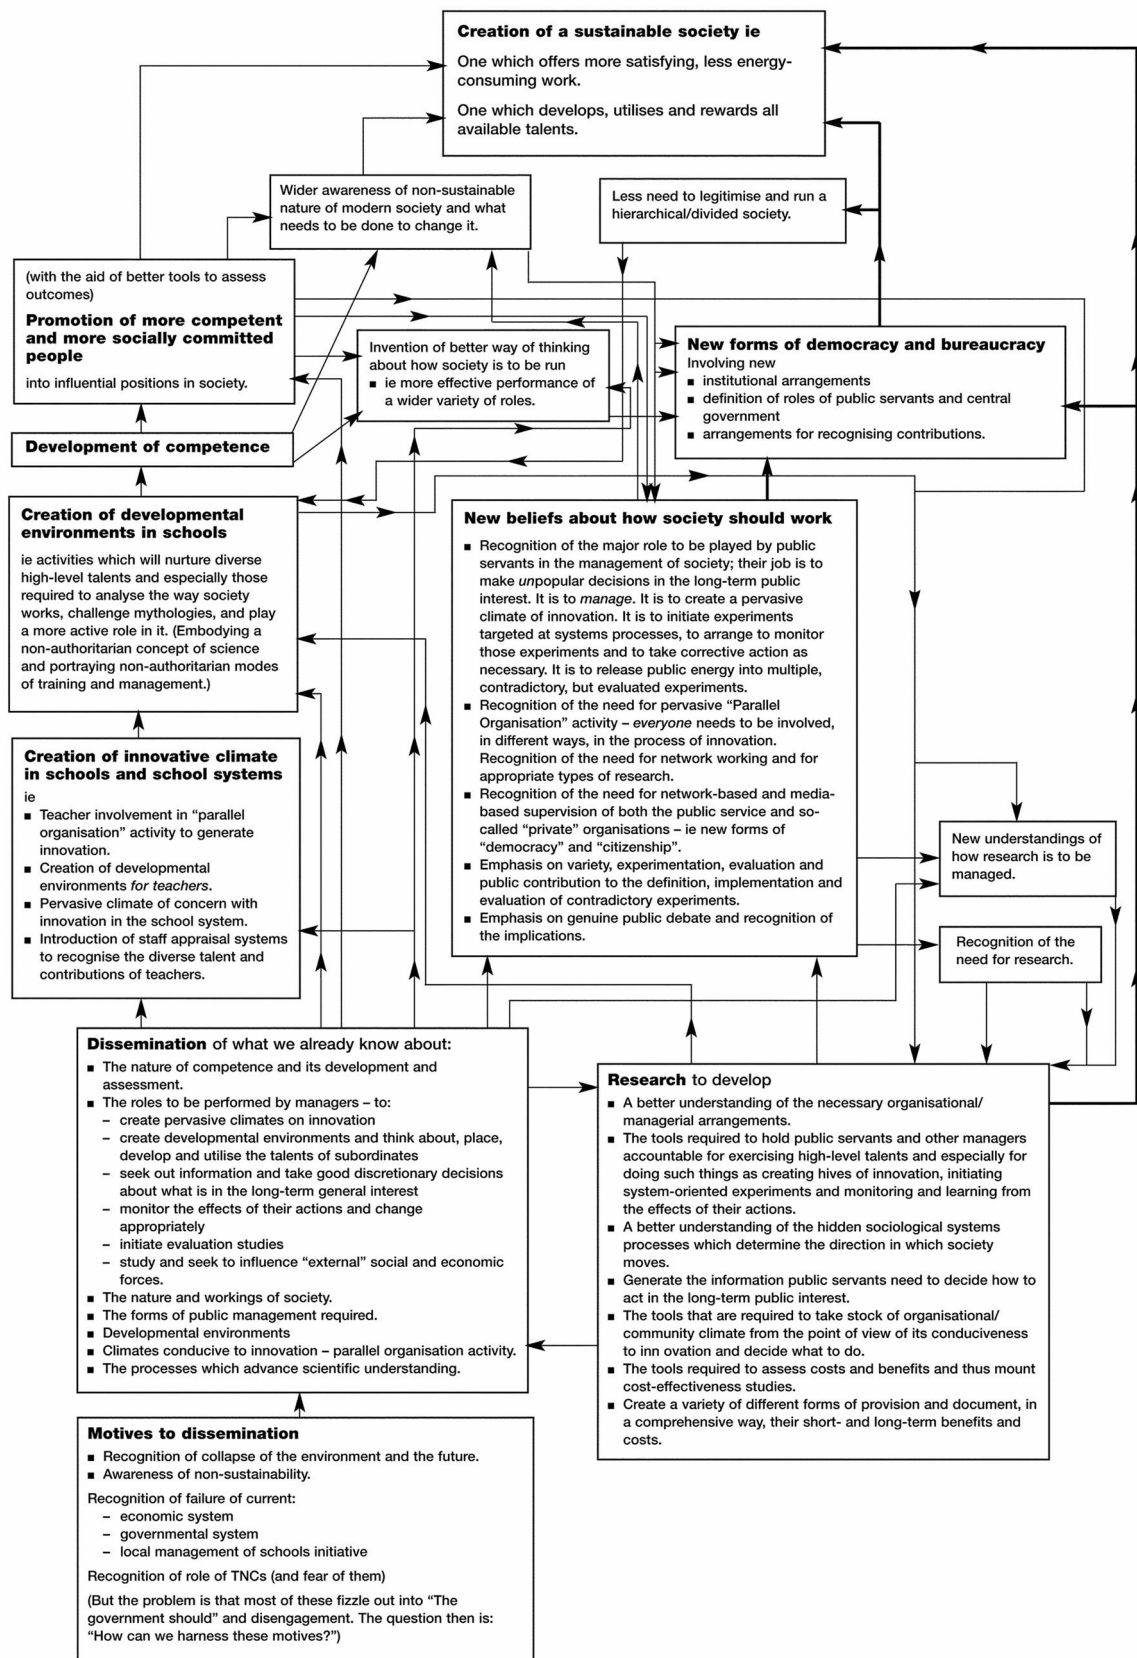 Creation of a sustainable society ie
One which offers more satisfying, less energy-
consuming work.
One which develops, utilises and rewards all
available talents.
Wider awareness of non-sustainable
nature of modern society and what
needs to be done to change it.
Less need to legitimise and run a
hierarchical/divided society.
(with the aid of better tools to assess
outcomes)
Promotion of more competent
and more socially committed
people
into influential positions in society.
Invention of better way of thinking
about how society is to be run
■ ie more effective performance of
a wider variety of roles.
New forms of democracy and bureaucracy
Involving new
■ institutional arrangements
■ definition of roles of public servants and central
government
■ arrangements for recognising contributions.
Development of competence
Creation of developmental
environments in schools
ie activities which will nurture diverse
high-level talents and especially those
required to analyse the way society
works, challenge mythologies, and play
a more active role in it. (Embodying a
non-authoritarian concept of science
and portraying non-authoritarian modes
of training and management.)
New beliefs about how society should work
■ Recognition of the major role to be played by public
servants in the management of society; their job is to
make unpopular decisions in the long-term public
interest. It is to manage. It is to create a pervasive
climate of innovation. It is to initiate experiments
targeted at systems processes, to arrange to monitor
those experiments and to take corrective action as
necessary. It is to release public energy into multiple,
contradictory, but evaluated experiments.
■ Recognition of the need for pervasive “Parallel
Organisation” activity – everyone needs to be involved,
in different ways, in the process of innovation.
Recognition of the need for network working and for
appropriate types of research.
■ Recognition of the need for network-based and media-
based supervision of both the public service and so-
called “private” organisations – ie new forms of
“democracy” and “citizenship”.
■ Emphasis on variety, experimentation, evaluation and
public contribution to the definition, implementation and
evaluation of contradictory experiments.
■ Emphasis on genuine public debate and recognition of
the implications.
Creation of innovative climate
in schools and school systems
ie
■ Teacher involvement in “parallel
organisation” activity to generate
innovation.
■ Creation of developmental
environments for teachers.
■ Pervasive climate of concern with
innovation in the school system.
■ Introduction of staff appraisal systems
to recognise the diverse talent and
contributions of teachers.
New understandings of
how research is to be
managed.
Recognition of the
need for research.
Dissemination of what we already know about:
■ The nature of competence and its development and
assessment.
■ The roles to be performed by managers – to:
– create pervasive climates on innovation
– create developmental environments and think about, place,
develop and utilise the talents of subordinates
– seek out information and take good discretionary decisions
about what is in the long-term general interest
– monitor the effects of their actions and change
appropriately
– initiate evaluation studies
– study and seek to influence “external” social and economic
forces.
■ The nature and workings of society.
■ The forms of public management required.
■ Developmental environments
■ Climates conducive to innovation – parallel organisation activity.
■ The processes which advance scientific understanding.
Research to develop
■ A better understanding of the necessary organisational/
managerial arrangements.
■ The tools required to hold public servants and other managers
accountable for exercising high-level talents and especially for
doing such things as creating hives of innovation, initiating
system-oriented experiments and monitoring and learning from
the effects of their actions.
■ A better understanding of the hidden sociological systems
processes which determine the direction in which society
moves.
■ Generate the information public servants need to decide how to
act in the long-term public interest.
■ The tools that are required to take stock of organisational/
community climate from the point of view of its conduciveness
to inn ovation and decide what to do.
■ The tools required to assess costs and benefits and thus mount
cost-effectiveness studies.
■ Create a variety of different forms of provision and document, in
a comprehensive way, their short- and long-term benefits and
costs.
Motives to dissemination
■ Recognition of collapse of the environment and the future.
■ Awareness of non-sustainability.
Recognition of failure of current:
– economic system
– governmental system
– local management of schools initiative
Recognition of role of TNCs (and fear of them)
(But the problem is that most of these fizzle out into “The
government should” and disengagement. The question then is:
“How can we harness these motives?”)